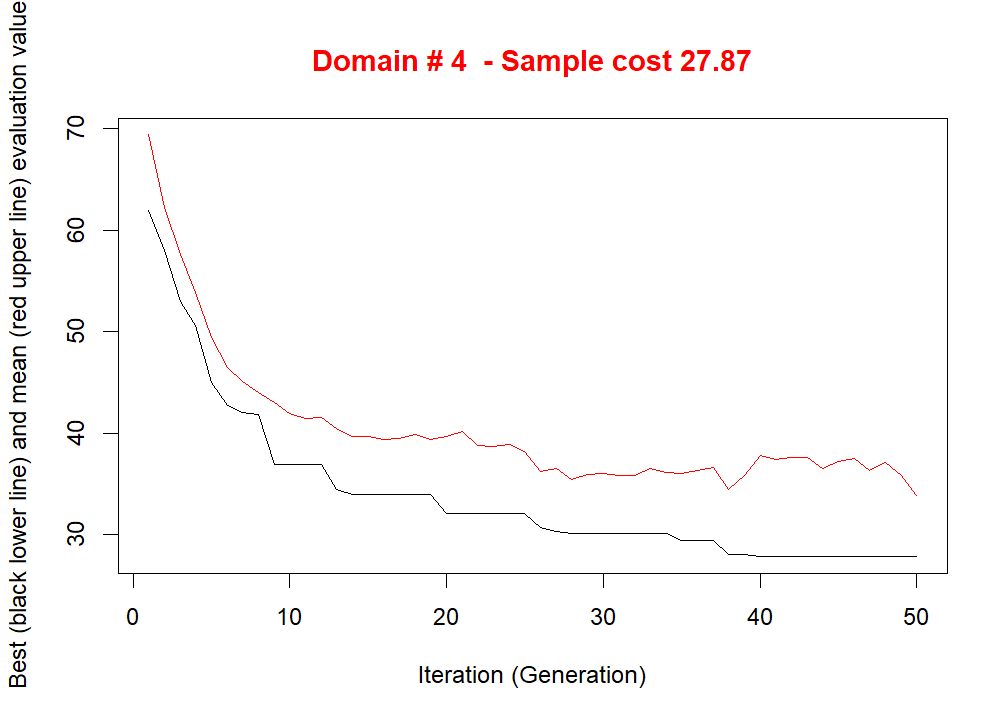 Domain # 4  - Sample cost 27.87
Best (black lower line) and mean (red upper line) evaluation value
70
60
50
40
30
0 10 20 30 40 50
Iteration (Generation)